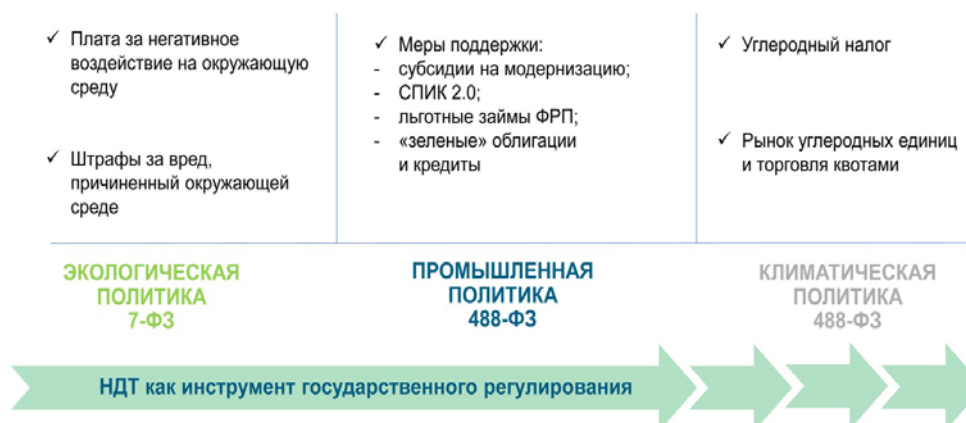 ✓ Плата за негативное
воздействие на окружающую
среду
✓ Штрафы за вред,
причиненный окружающей
среде
✓ Меры поддержки:
- субсидии на модернизацию;
- СПИК 2.0;
- льготные займы ФРП;
- «зеленые» облигации
и кредиты
✓ Углеродный налог
✓ Рынок углеродных единиц
и торговля квотами
ЭКОЛОГИЧЕСКАЯ
ПОЛИТИКА
7-ФЗ
ПРОМЫШЛЕННАЯ
ПОЛИТИКА
488-ФЗ
КЛИМАТИЧЕСКАЯ
ПОЛИТИКА
488-ФЗ
НДТ как инструмент государственного регулирования